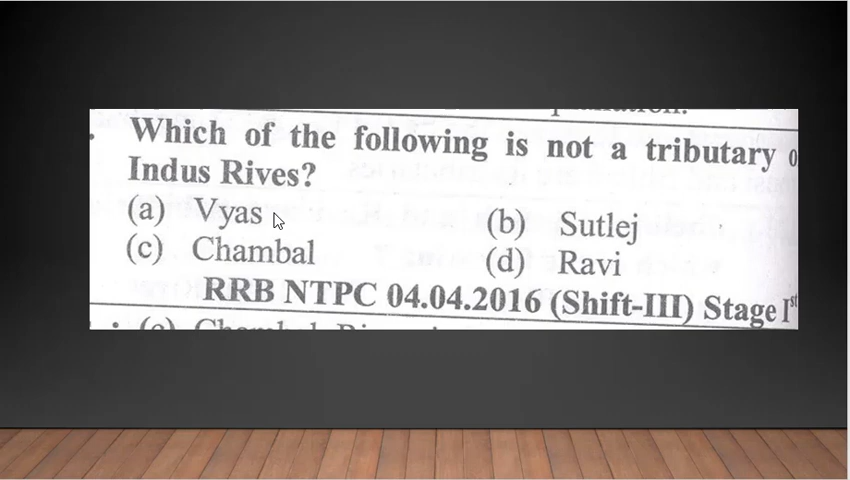 Which of the following is not a tributary o
Indus Rives?
(a) Vyas (b) Sutlej
(c) Chambal (d) Ravi
RRB NTPC 04.04.2016 (Shift-III) Stage Ist